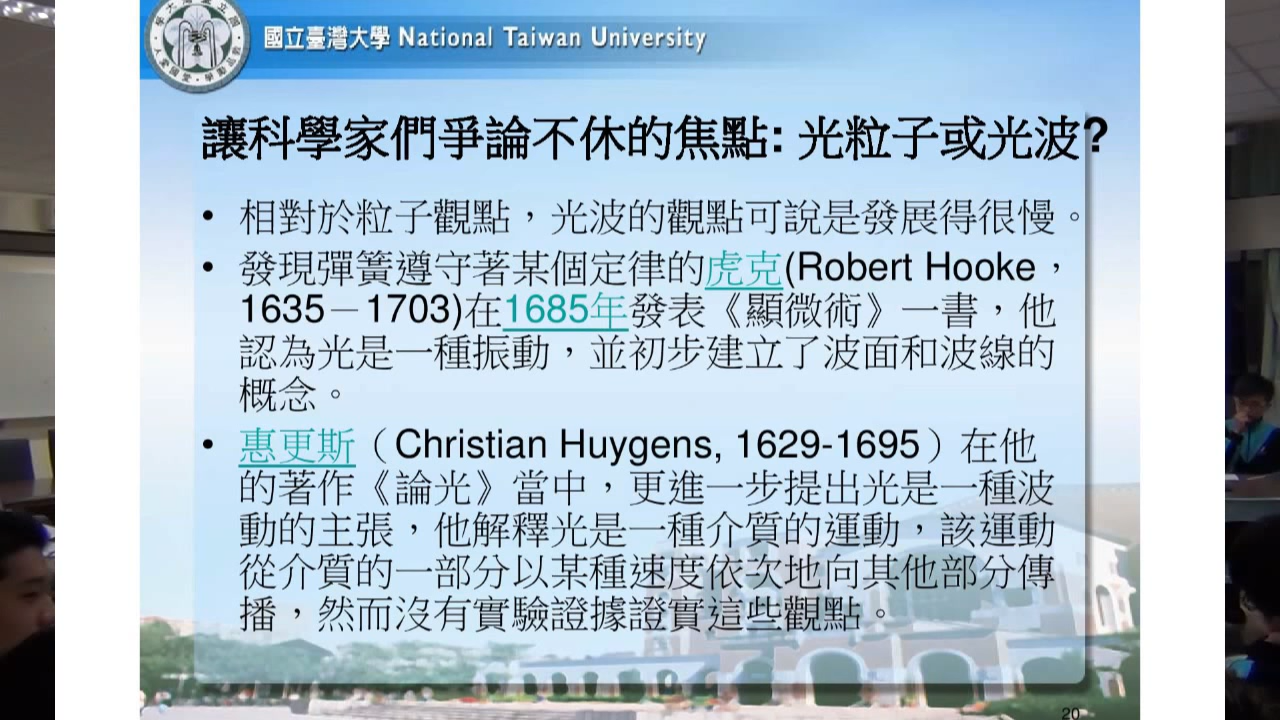 國立臺灣大學 National Taiwan University
讓科學家們爭論不休的焦點: 光粒子或光波?
• 相對於粒子觀點，光波的觀點可說是發展得很慢。
• 發現彈簧遵守著某個定律的虎克(Robert Hooke，
1635－1703)在1685年發表《顯微術》一書，他
認為光是一種振動，並初步建立了波面和波線的
概念。
• 惠更斯（Christian Huygens, 1629-1695）在他
的著作《論光》當中，更進一步提出光是一種波
動的主張，他解釋光是一種介質的運動，該運動
從介質的一部分以某種速度依次地向其他部分傳
播，然而沒有實驗證據證實這些觀點。
20